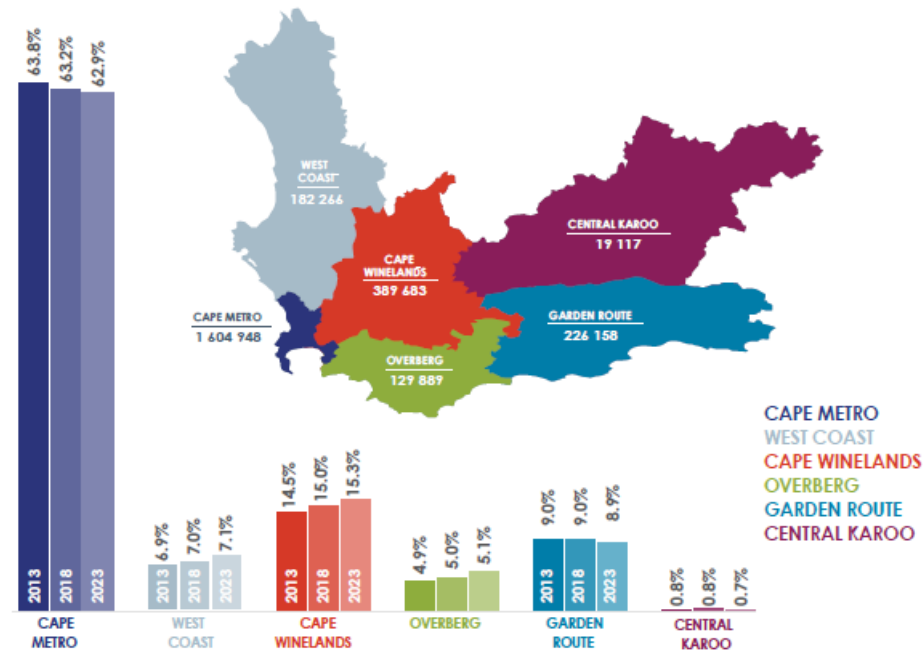 63.8%
63.2%
62.9%
WEST
COAST
182 266
CENTRAL KAROO
19 117
CAPE
WINELANDS
389 683
CAPE METRO
1 604 948
GARDEN ROUTE
226 158
OVERBERG
129 889
CAPE METRO
WEST COAST
CAPE WINELANDS
OVERBERG
GARDEN ROUTE
CENTRAL KAROO
6.9%
7.0%
7.1%
14.5%
15.0%
15.3%
4.9%
5.0%
5.1%
9.0%
9.0%
8.9%
0.8%
0.8%
0.7%
2013
2018
2023
2013
2018
2023
2013
2018
2023
2013
2018
2023
CAPE
METRO
WEST
COAST
CAPE
WINELANDS
OVERBERG
GARDEN
ROUTE
CENTRAL
KAROO